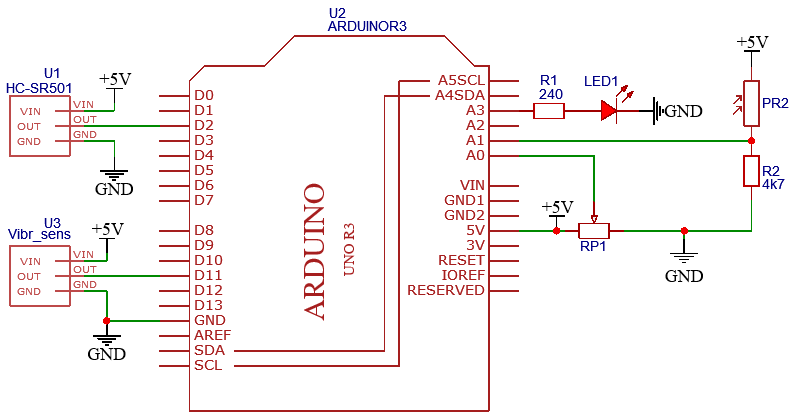 U2
ARDUINOR3
U1
HC-SR501
+5V
VIN
VIN
OUT
OUT
GND
GND
GND
U3
Vibr_sens
+5V
VIN
VIN
OUT
OUT
GND
GND
GND
D0
D1
D2
D3
D4
D5
D6
D7
D8
D9
D10
D11
D12
D13
GND
AREF
SDA
SCL
ARDUINO
UNO R3
A5SCL
A4SDA
A3
A2
A1
A0
VIN
GND1
GND2
5V
3V
RESET
IOREF
RESERVED
R1
240
LED1
GND
+5V
PR2
R2
4k7
+5V
RP1
GND